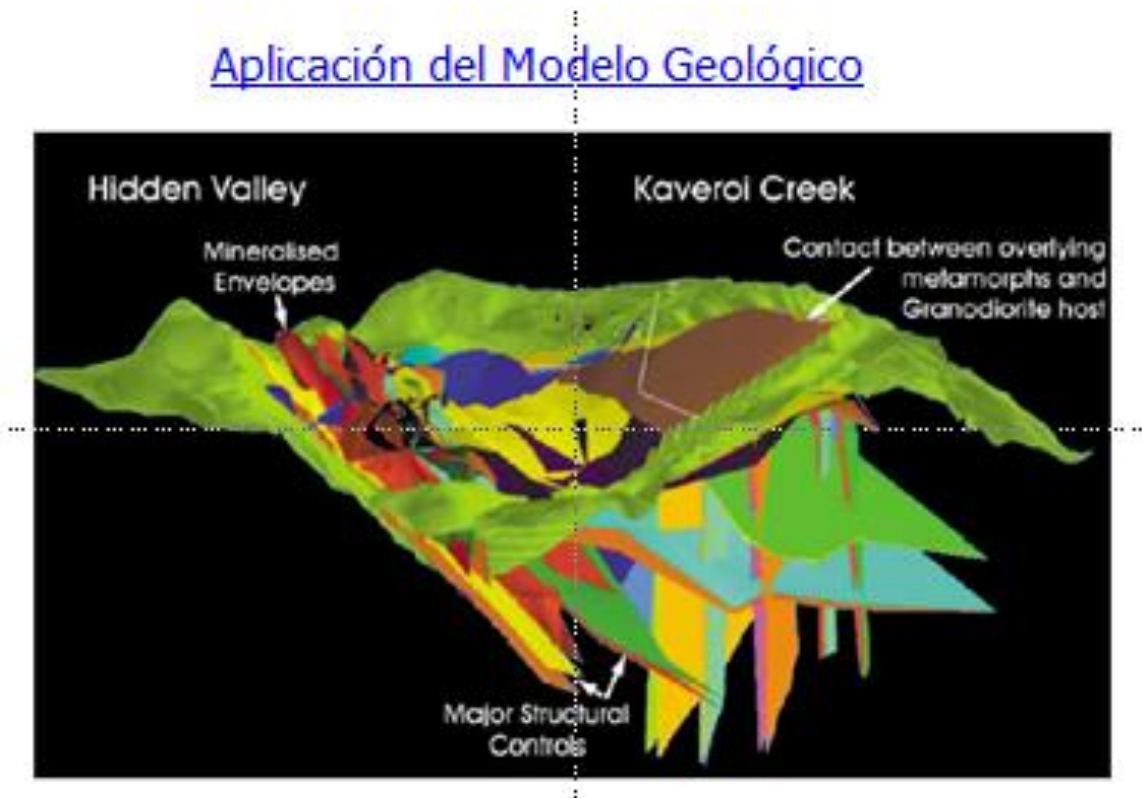 Aplicación del Modelo Geológico
Hidden Valley
Kaveroi Creek
Mineralised
Envelopes
Contact between overlying
metamorphs and
Granodiorite host
Major Structural
Controls